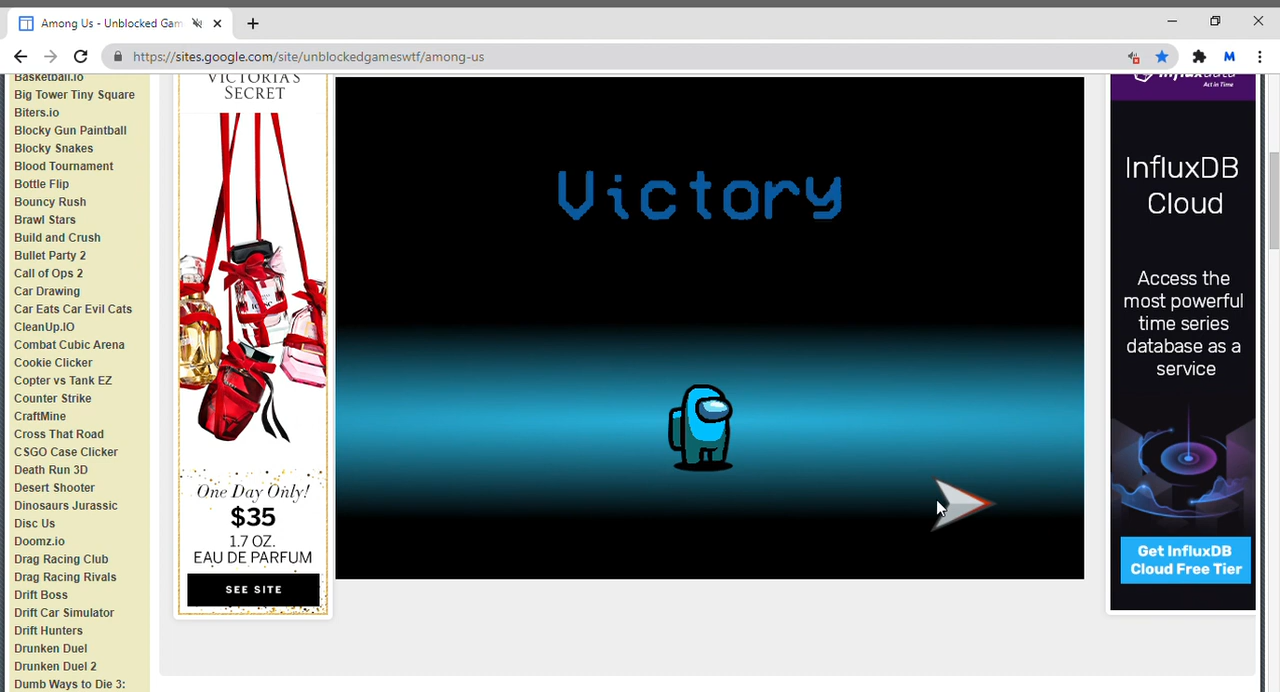 Among Us - Unblocked Gam
https://sites.google.com/site/unblockedgameswtf/among-us
M
Basketball.io
Big Tower Tiny Square
Biters.io
Blocky Gun Paintball
Blocky Snakes
Blood Tournament
Bottle Flip
Bouncy Rush
Brawl Stars
Build and Crush
Bullet Party 2
Call of Ops 2
Car Drawing
Car Eats Car Evil Cats
CleanUp.IO
Combat Cubic Arena
Cookie Clicker
Copter vs Tank EZ
Counter Strike
CraftMine
Cross That Road
CSGO Case Clicker
Death Run 3D
Desert Shooter
Dinosaurs Jurassic
Disc Us
Doomz.io
Drag Racing Club
Drag Racing Rivals
Drift Boss
Drift Car Simulator
Drift Hunters
Drunken Duel
Drunken Duel 2
Dumb Ways to Die 3:
VICTORIA'S
SECRET
One Day Only!
$35
1.7 OZ.
EAU DE PARFUM
SEE SITE
Victory
Act in Time
InfluxDB
Cloud
Access the
most powerful
time series
database as a
service
Get InfluxDB
Cloud Free Tier